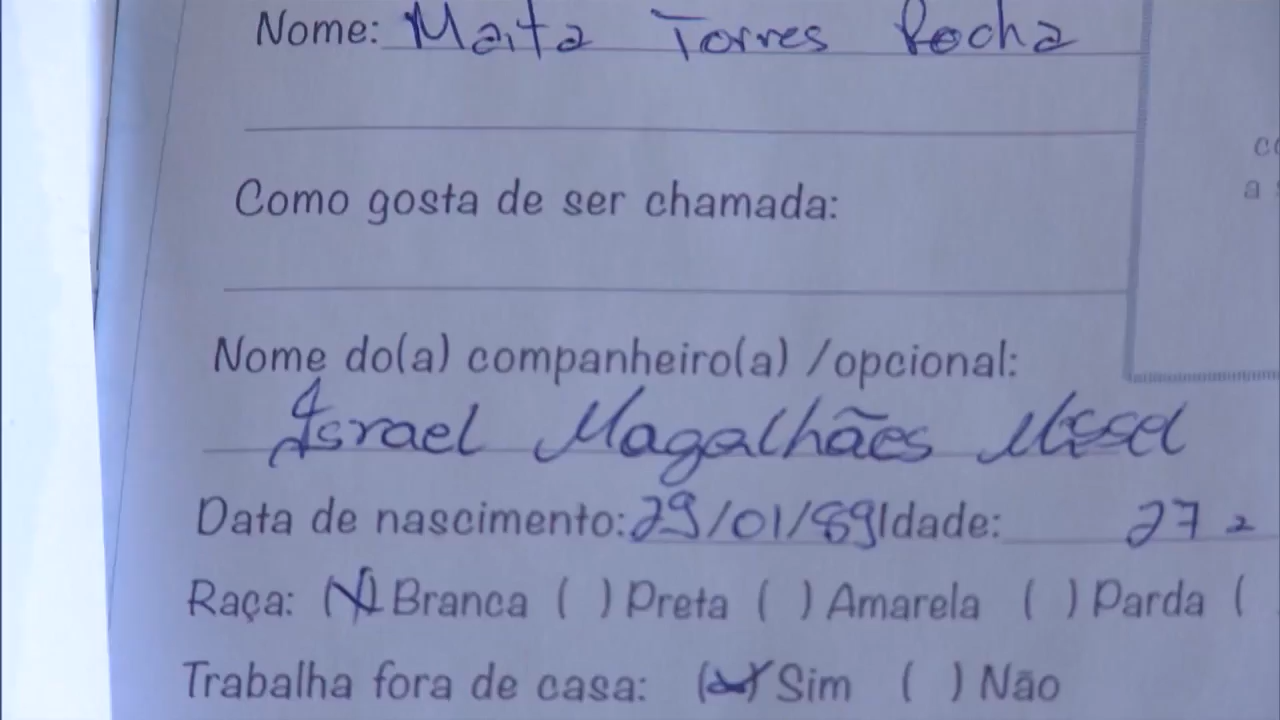 Nome: Maita Torres Rocha
Como gosta de ser chamada:
Nome do(a) companheiro(a) /opcional:
Israel Magalhães
Data de nascimento: 29/01/89 Idade: 27 a
Raça: (X) Branca ( ) Preta ( ) Amarela ( ) Parda (
Trabalha fora de casa: (X) Sim ( ) Não